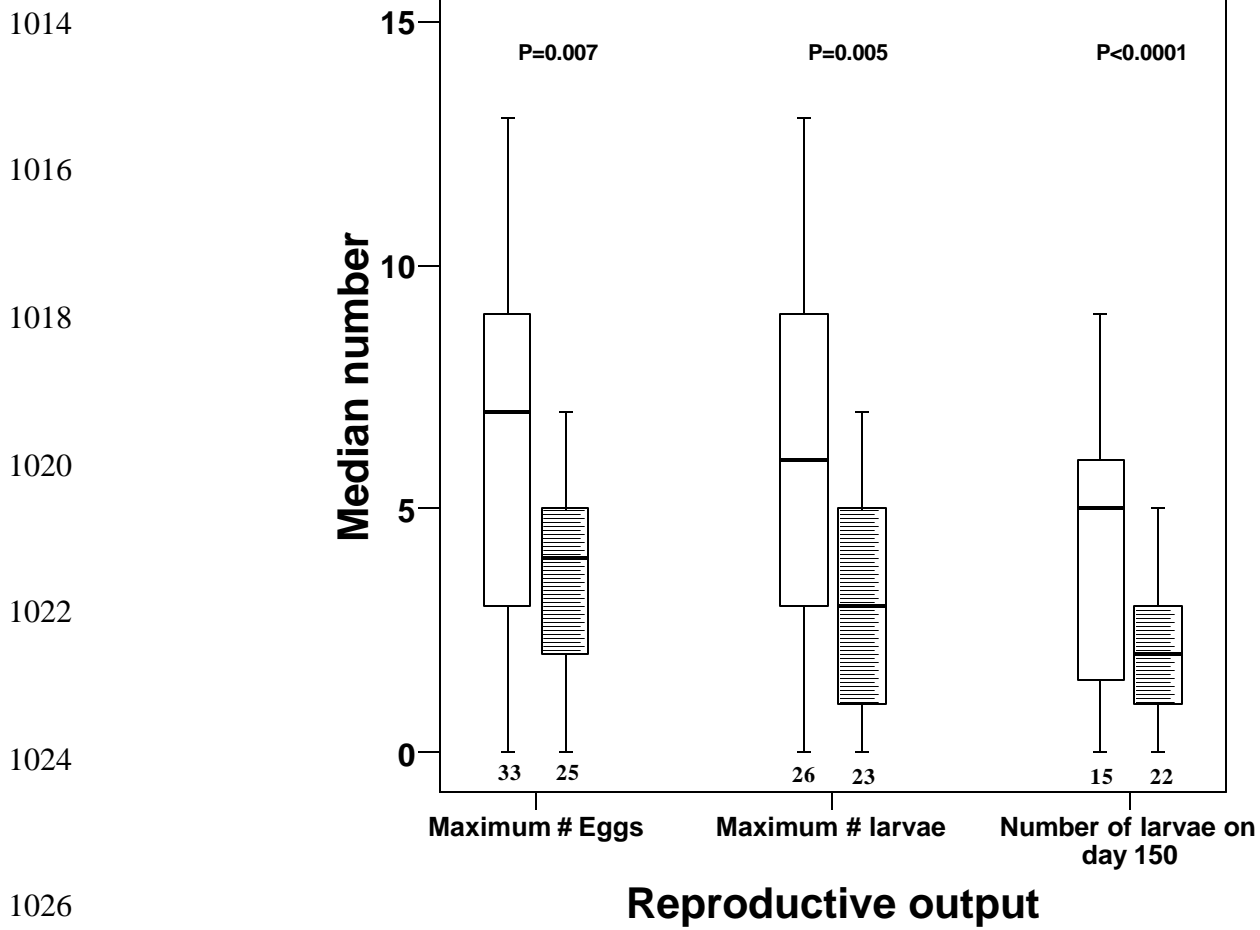 1014
15
P=0.007 P=0.005 P<0.0001
1016
10
1018
Median number
1020
5
1022
1024
0
33 25 26 23 15 22
Maximum # Eggs Maximum # larvae Number of larvae on
day 150
1026
Reproductive output